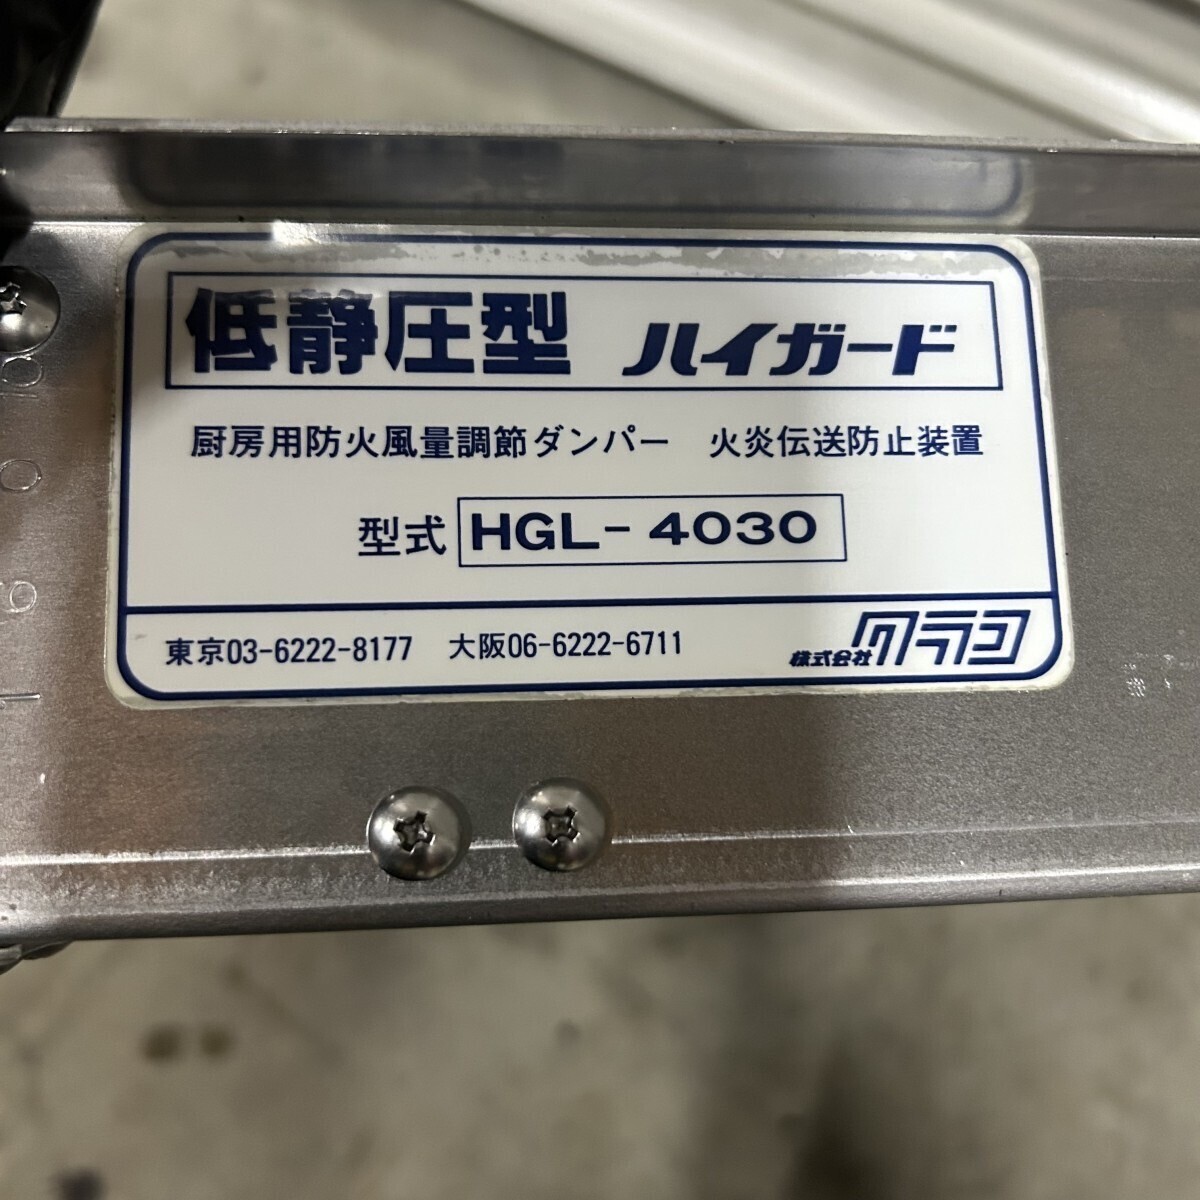 低静圧型 ハイガード
厨房用防火風量調節ダンパー 火炎伝送防止装置
型式 HGL-4030
東京03-6222-8177 大阪06-6222-6711 株式会社クラコ